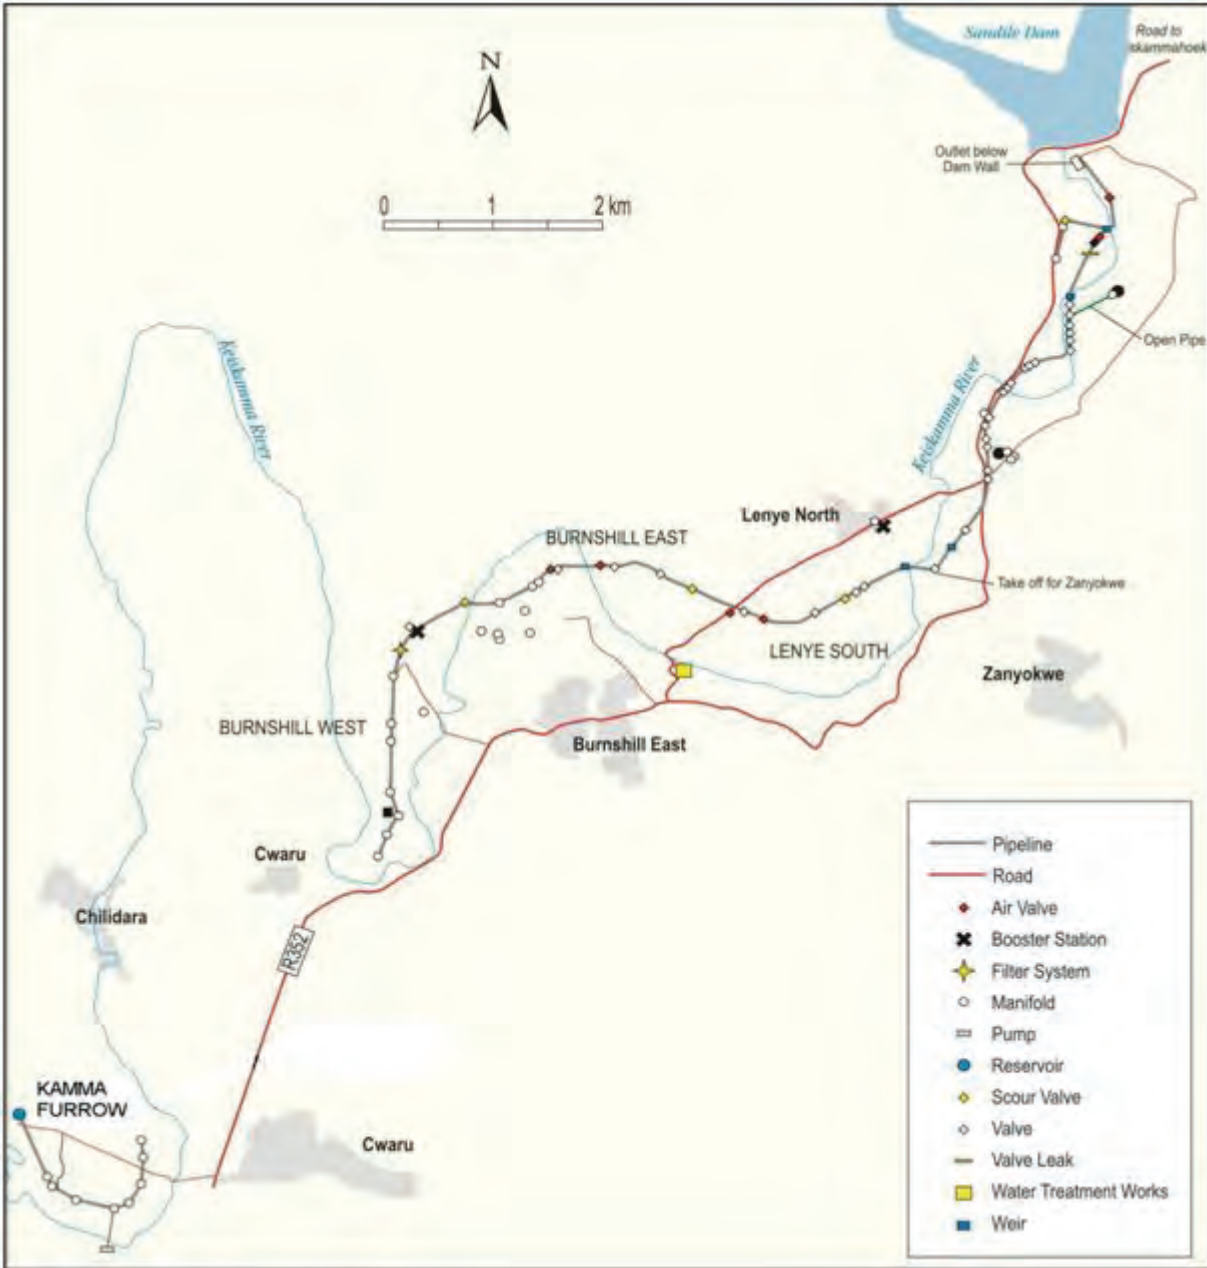 Sandile Dam
Road to
iskammahoek
N
Outlet below
Dam Wall
0 1 2 km
Open Pipe
Keiskamma River
Keiskamma River
Lenye North
BURNSHILL EAST
Take off for Zanyokwe
LENYE SOUTH
Zanyokwe
BURNSHILL WEST
Burnshill East
Cwaru
Chilidara
R352
KAMMA
FURROW
Cwaru
Pipeline
Road
Air Valve
Booster Station
Filter System
Manifold
Pump
Reservoir
Scour Valve
Valve
Valve Leak
Water Treatment Works
Weir